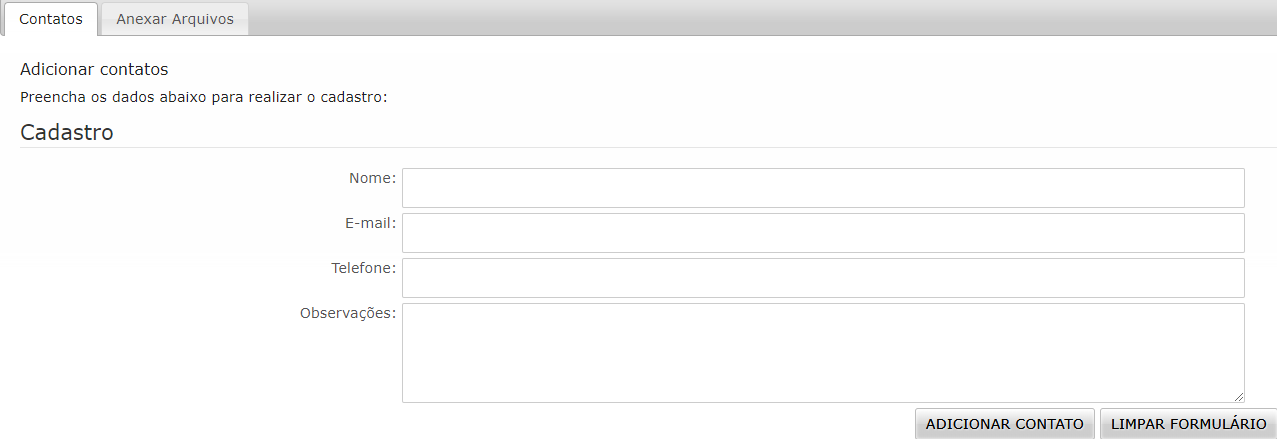 Contatos Anexar Arquivos
Adicionar contatos
Preencha os dados abaixo para realizar o cadastro:
Cadastro
Nome:
E-mail:
Telefone:
Observações:
ADICIONAR CONTATO LIMPAR FORMULÁRIO